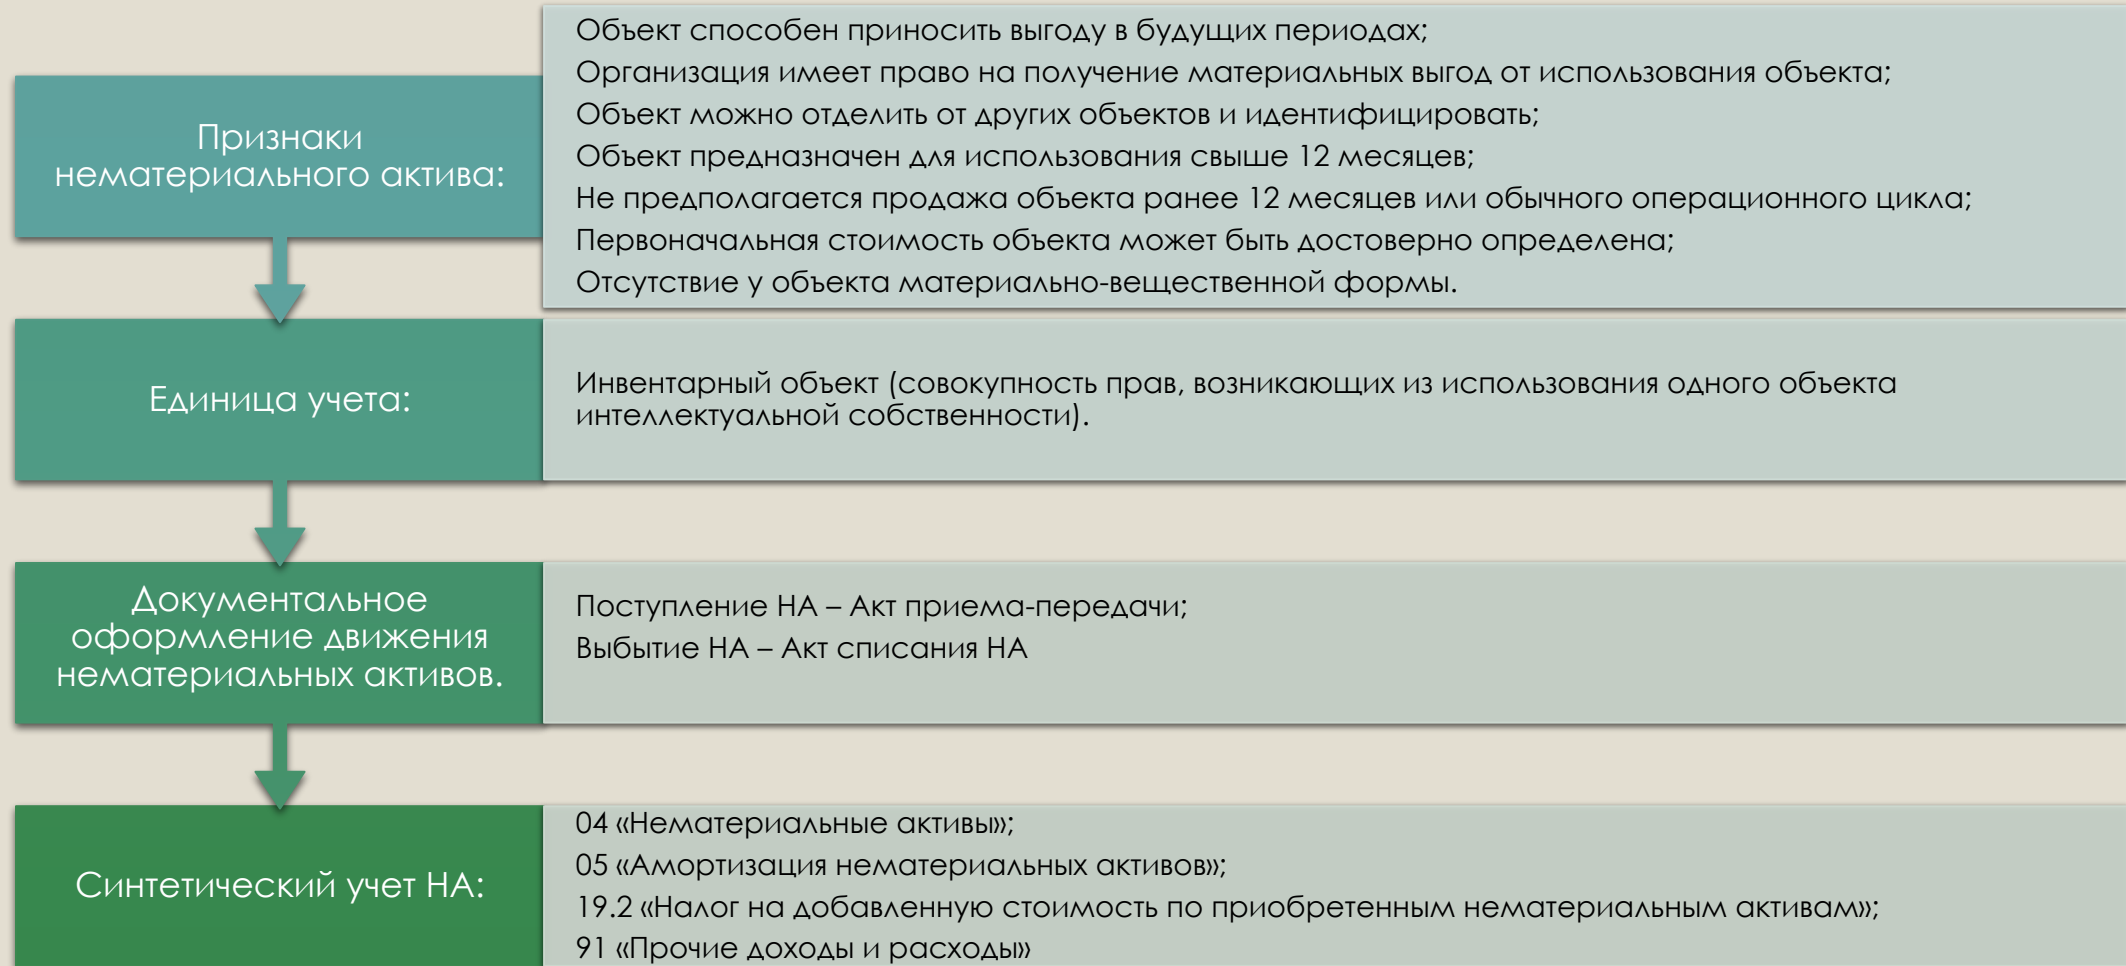 Признаки
нематериального актива:
Объект способен приносить выгоду в будущих периодах;
Организация имеет право на получение материальных выгод от использования объекта;
Объект можно отделить от других объектов и идентифицировать;
Объект предназначен для использования свыше 12 месяцев;
Не предполагается продажа объекта ранее 12 месяцев или обычного операционного цикла;
Первоначальная стоимость объекта может быть достоверно определена;
Отсутствие у объекта материально-вещественной формы.
Единица учета:
Инвентарный объект (совокупность прав, возникающих из использования одного объекта
интеллектуальной собственности).
Документальное
оформление движения
нематериальных активов.
Поступление НА – Акт приема-передачи;
Выбытие НА – Акт списания НА
Синтетический учет НА:
04 «Нематериальные активы»;
05 «Амортизация нематериальных активов»;
19.2 «Налог на добавленную стоимость по приобретенным нематериальным активам»;
91 «Прочие доходы и расходы»